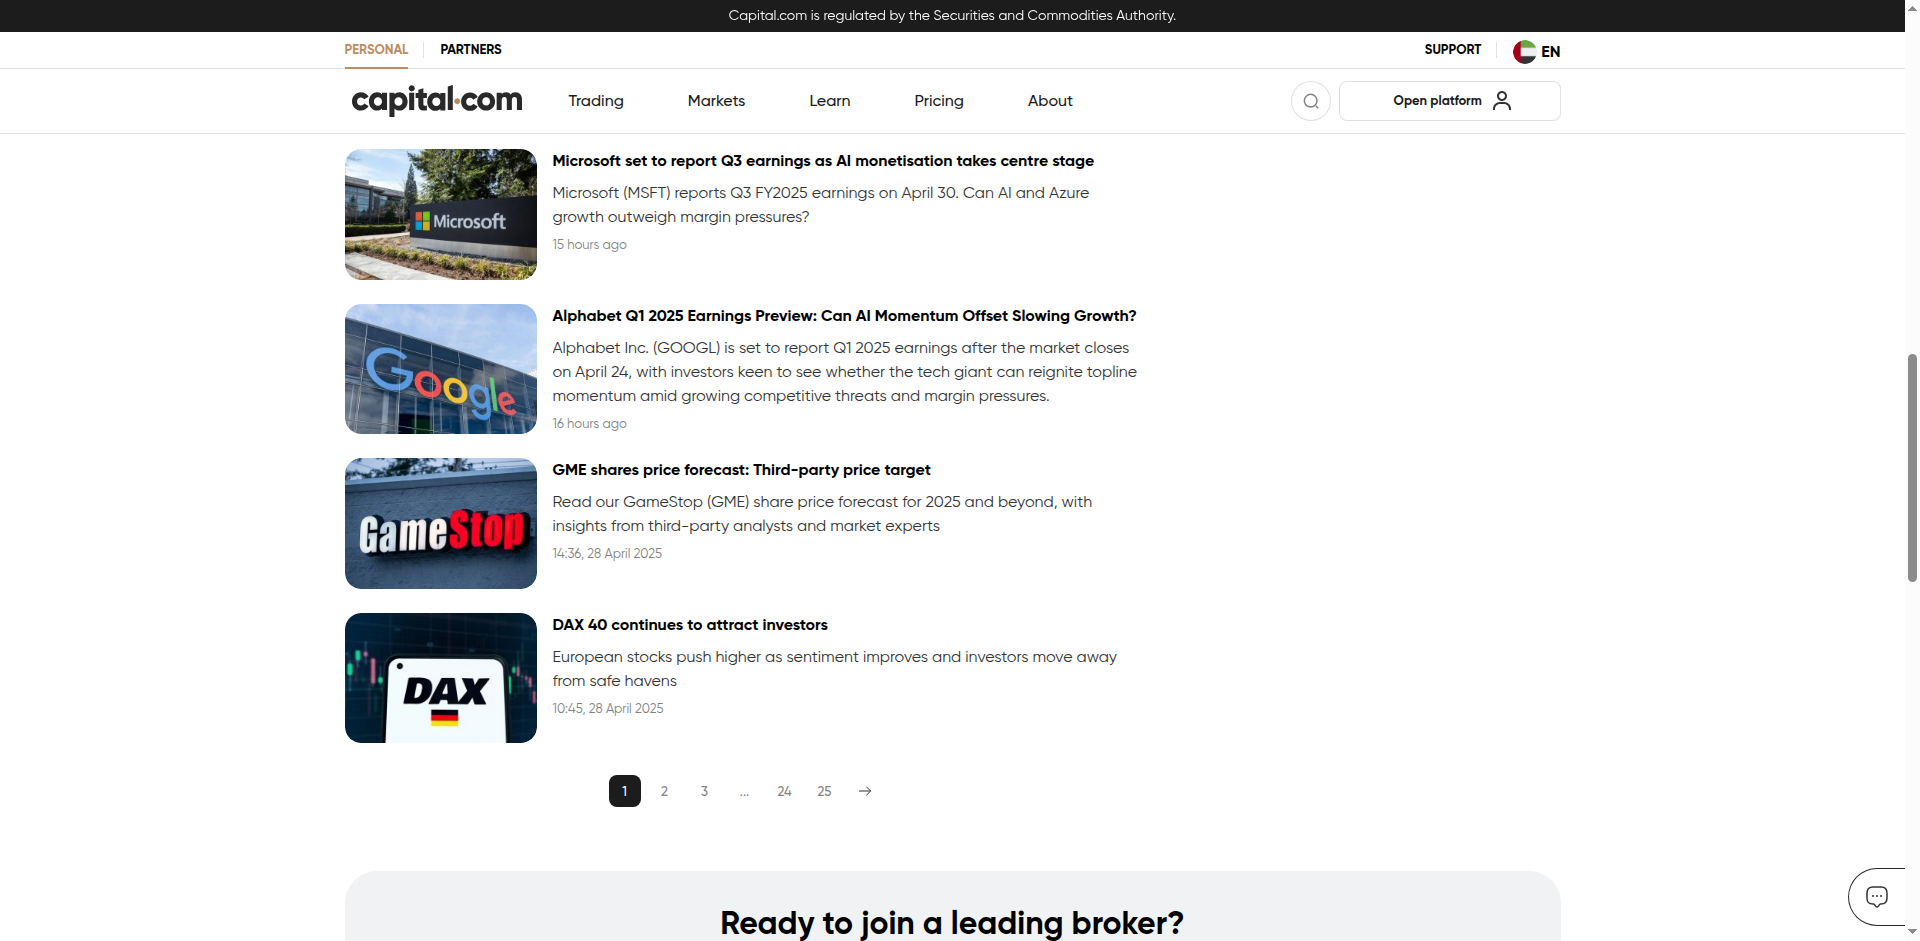 Capital.com is regulated by the Securities and Commodities Authority.
PERSONAL PARTNERS SUPPORT EN
capital.com Trading Markets Learn Pricing About Open platform
Microsoft
Microsoft set to report Q3 earnings as AI monetisation takes centre stage
Microsoft (MSFT) reports Q3 FY2025 earnings on April 30. Can AI and Azure
growth outweigh margin pressures?
15 hours ago
Google
Alphabet Q1 2025 Earnings Preview: Can AI Momentum Offset Slowing Growth?
Alphabet Inc. (GOOGL) is set to report Q1 2025 earnings after the market closes
on April 24, with investors keen to see whether the tech giant can reignite topline
momentum amid growing competitive threats and margin pressures.
16 hours ago
GameStop
GME shares price forecast: Third-party price target
Read our GameStop (GME) share price forecast for 2025 and beyond, with
insights from third-party analysts and market experts
14:36, 28 April 2025
DAX
DAX 40 continues to attract investors
European stocks push higher as sentiment improves and investors move away
from safe havens
10:45, 28 April 2025
1 2 3 ... 24 25
Ready to join a leading broker?